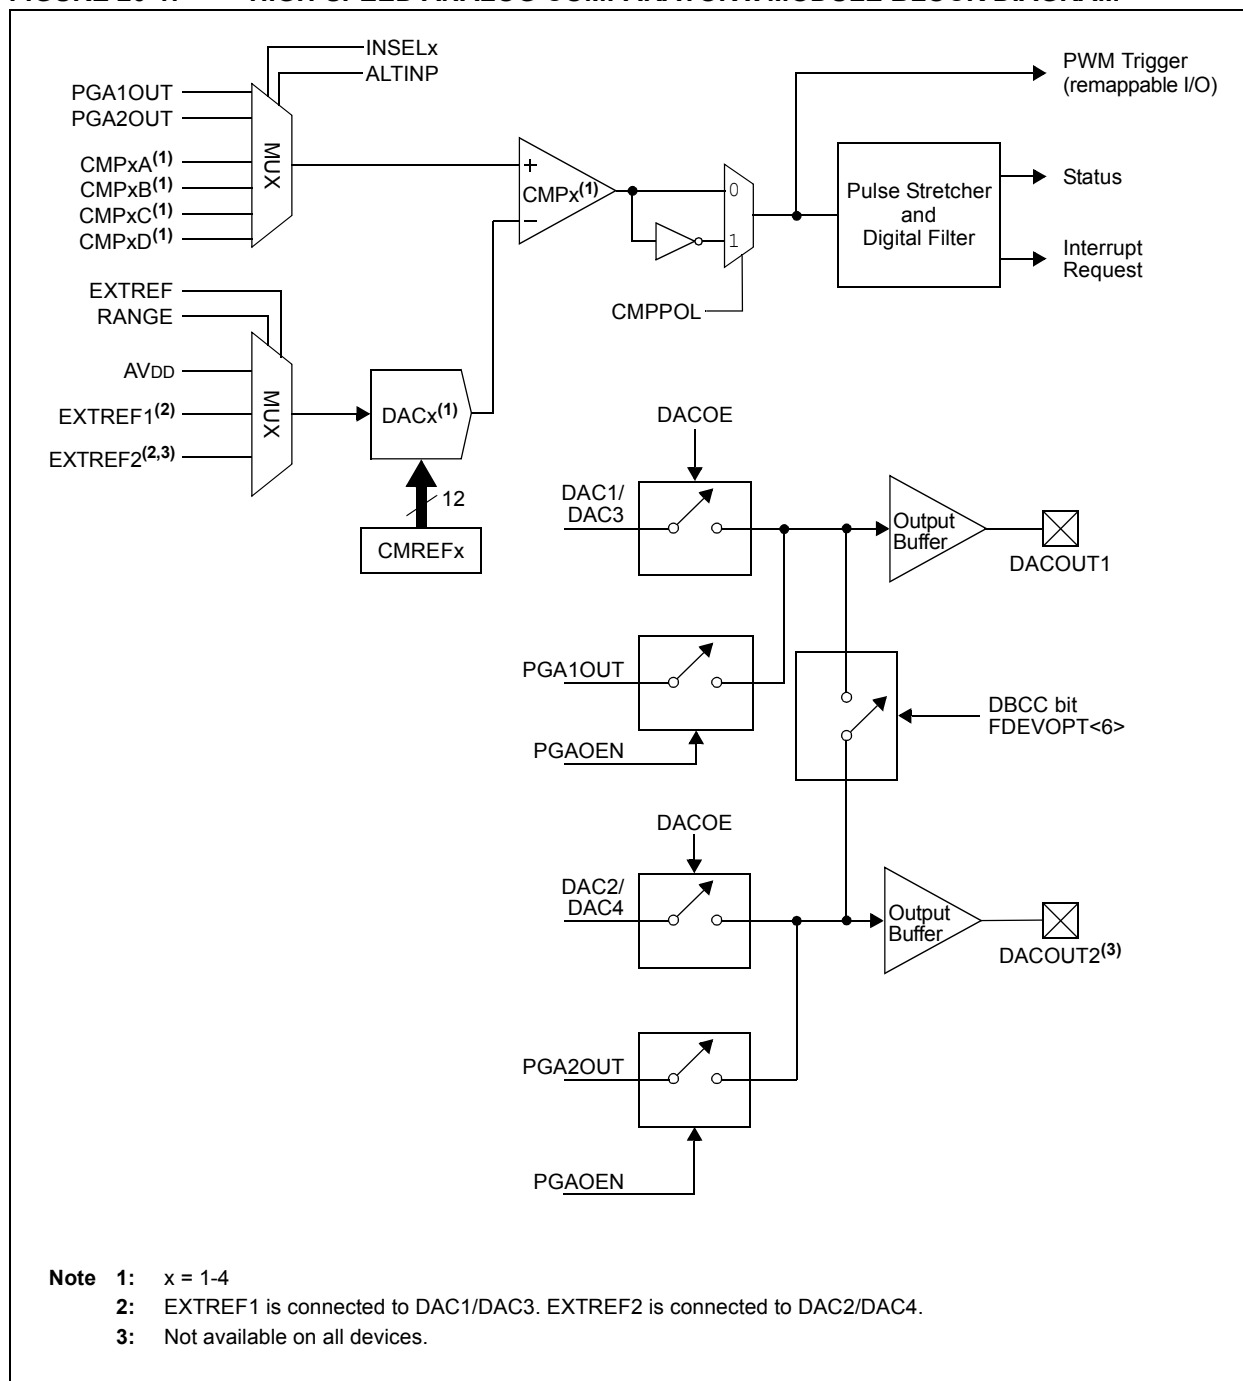 INSELx
ALTINP
PGA1OUT
PGA2OUT
CMPxA(1)
CMPxB(1)
CMPxC(1)
CMPxD(1)
MUX
+
CMPx(1)
–
0
1
CMPPOL
PWM Trigger
(remappable I/O)
Pulse Stretcher
and
Digital Filter
Status
Interrupt
Request
EXTREF
RANGE
AVDD
EXTREF1(2)
EXTREF2(2,3)
MUX
DACx(1)
12
CMREFx
DACOE
DAC1/
DAC3
Output
Buffer
DACOUT1
PGA1OUT
PGAOEN
DBCC bit
FDEVOPT<6>
DACOE
DAC2/
DAC4
Output
Buffer
DACOUT2(3)
PGA2OUT
PGAOEN
Note 1: x = 1-4
2: EXTREF1 is connected to DAC1/DAC3. EXTREF2 is connected to DAC2/DAC4.
3: Not available on all devices.